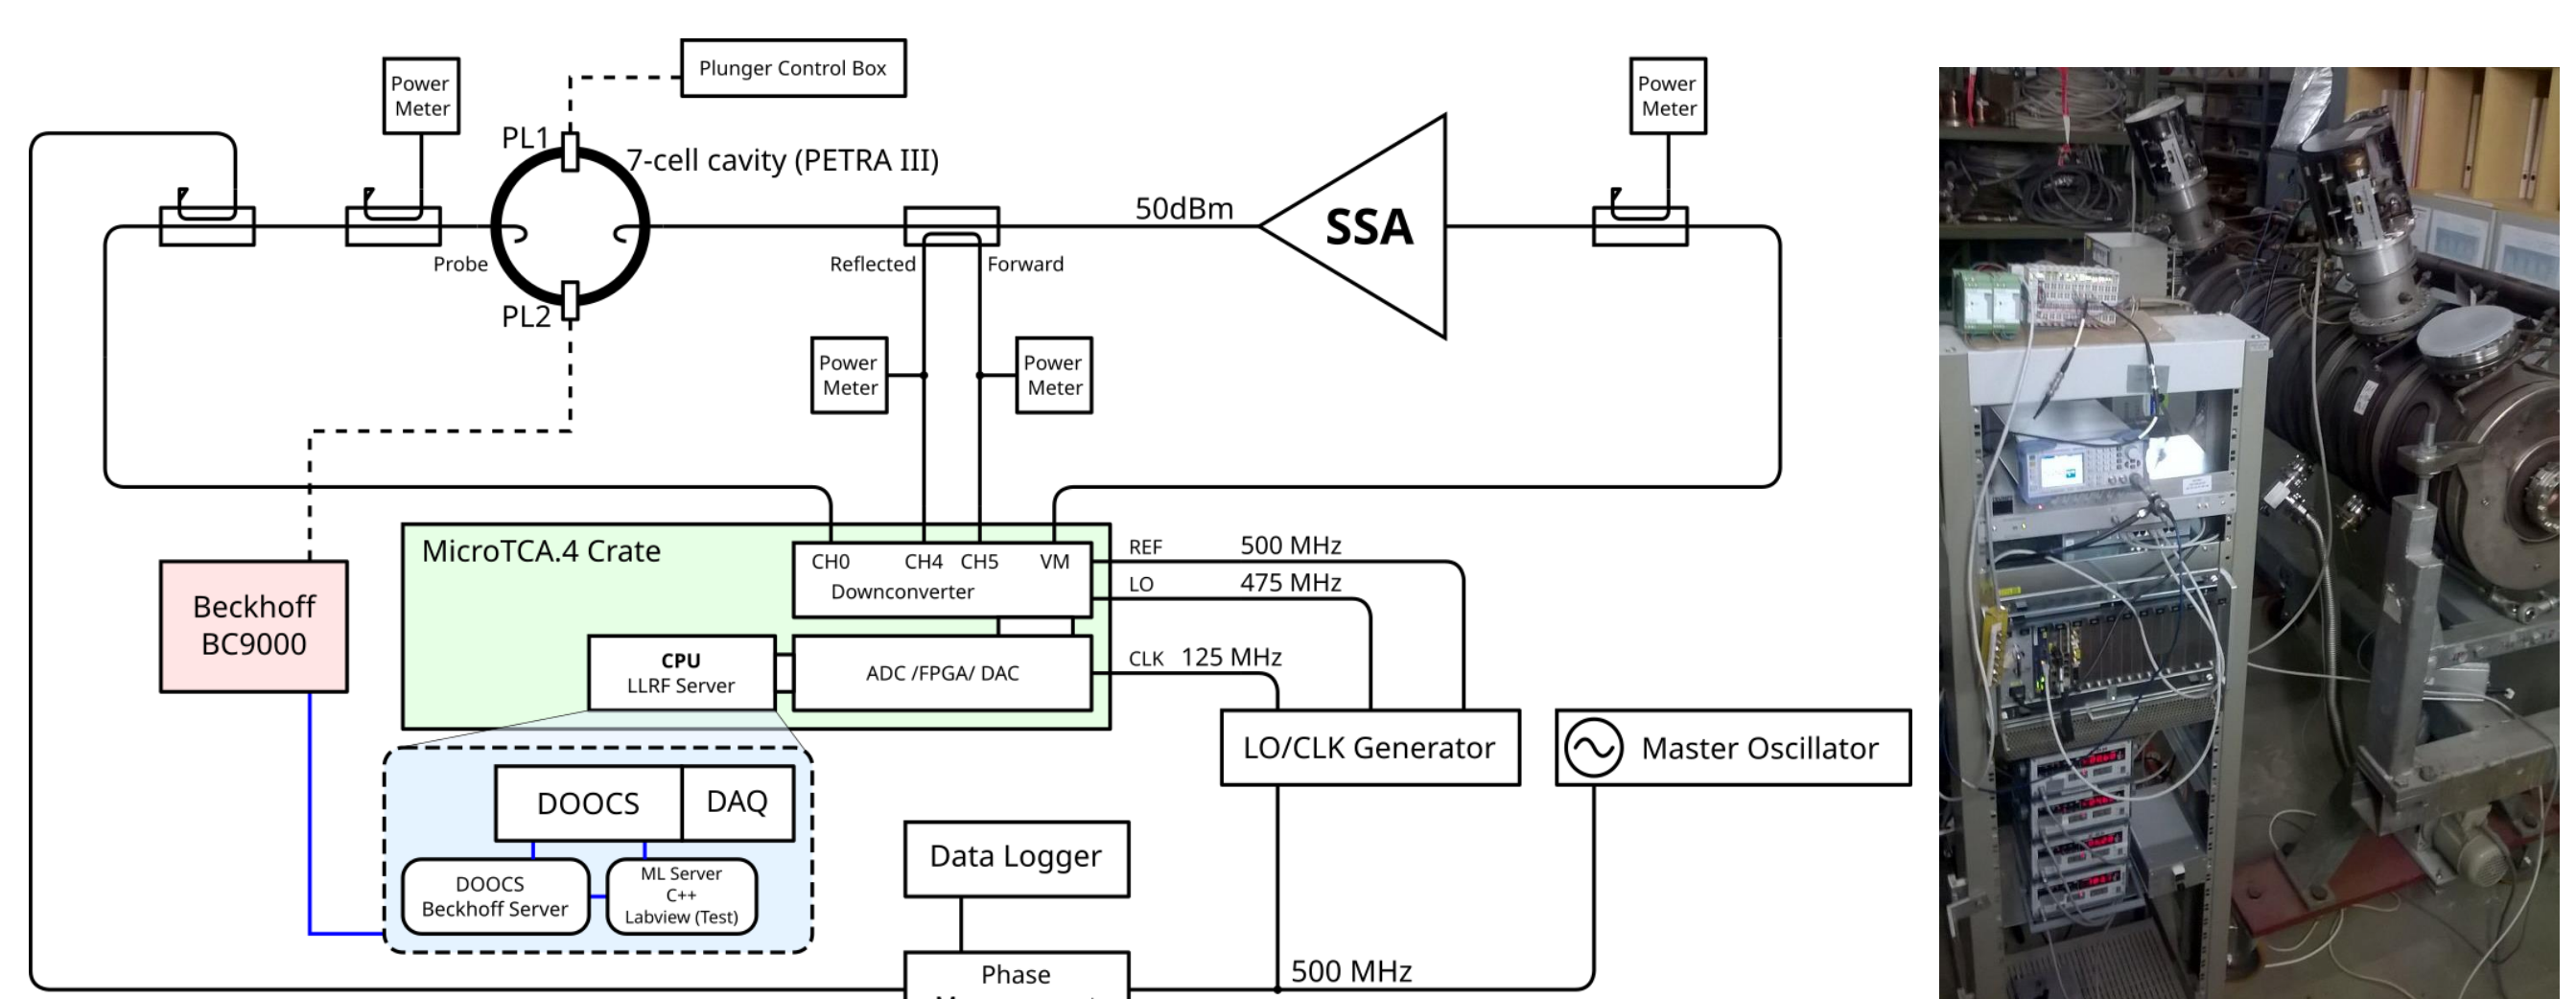 Plunger Control Box
Power
Meter
Power
Meter
PL1
7-cell cavity (PETRA III)
50dBm
SSA
Probe
Reflected
Forward
PL2
Power
Meter
Power
Meter
MicroTCA.4 Crate
CH0
CH4
CH5
VM
Downconverter
REF
500 MHz
LO
475 MHz
Beckhoff
BC9000
CPU
LLRF Server
ADC /FPGA/ DAC
CLK
125 MHz
LO/CLK Generator
Master Oscillator
DOOCS
DAQ
DOOCS
Beckhoff Server
ML Server
C++
Labview (Test)
Data Logger
500 MHz
Phase